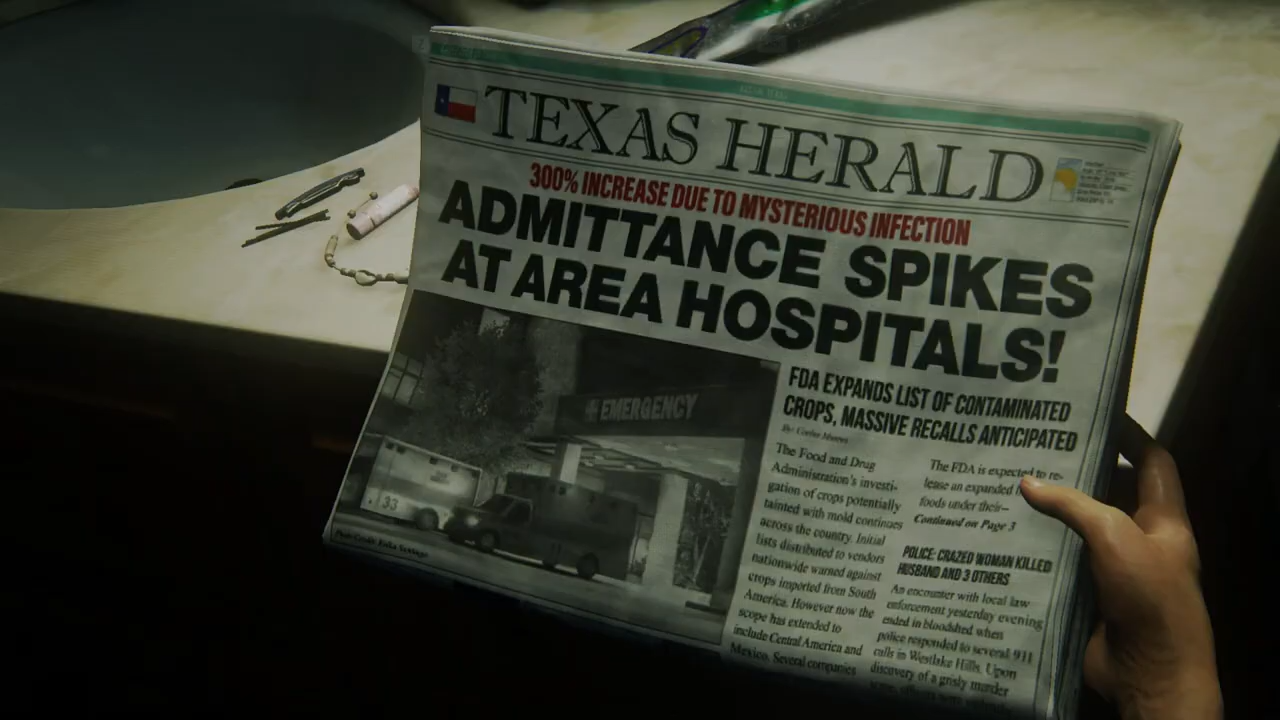 TEXAS HERALD
300% INCREASE DUE TO MYSTERIOUS INFECTION
ADMITTANCE SPIKES
AT AREA HOSPITALS!
EMERGENCY
33
FDA EXPANDS LIST OF CONTAMINATED
CROPS, MASSIVE RECALLS ANTICIPATED
The Food and Drug
Administration's investi-
gation of crops potentially
tainted with mold continues
across the country. Initial
lists distributed to vendors
nationwide warned against
crops imported from South
America. However now the
scope has extended to
include Central America and
Mexico. Several companies
The FDA is expected to re-
lease an expanded
foods under their–
Continued on Page 3
POLICE: CRAZED WOMAN KILLED
HUSBAND AND 3 OTHERS
An encounter with local law
enforcement yesterday evening
ended in bloodshed when
police responded to several 911
calls in Westlake Hills. Upon
discovery of a grisly murder